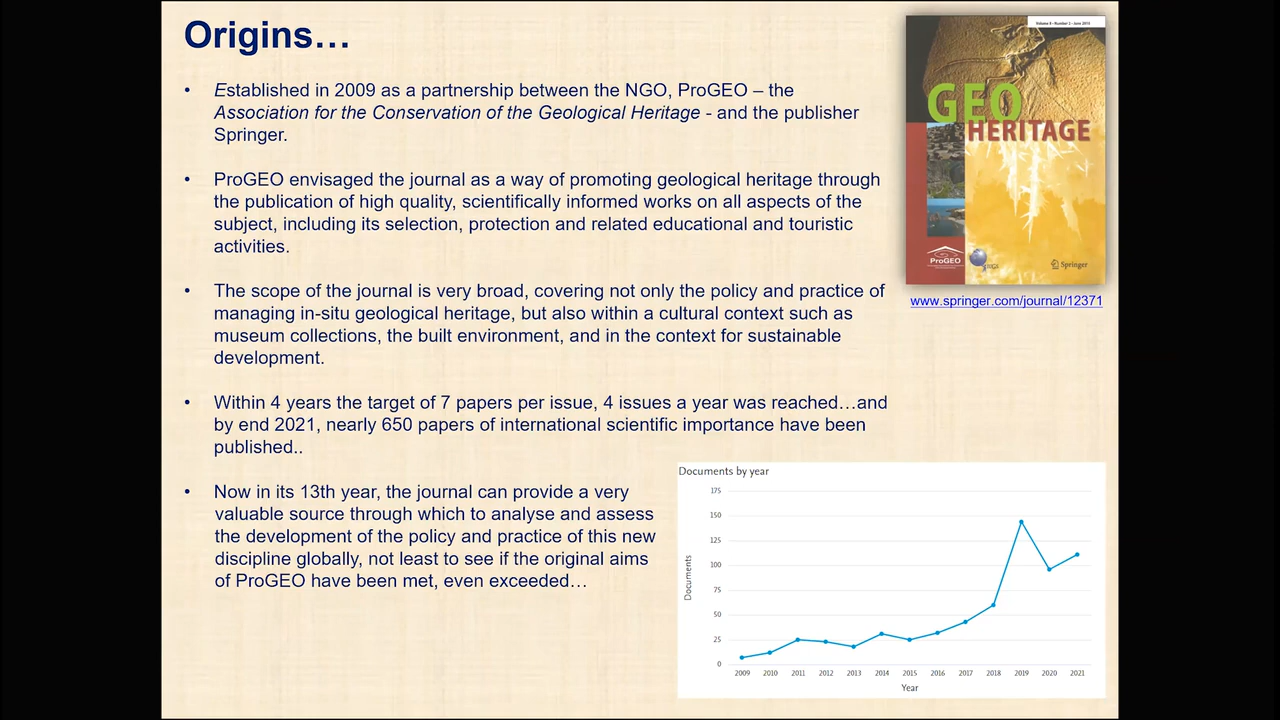 Origins…
• Established in 2009 as a partnership between the NGO, ProGEO – the
Association for the Conservation of the Geological Heritage - and the publisher
Springer.
• ProGEO envisaged the journal as a way of promoting geological heritage through
the publication of high quality, scientifically informed works on all aspects of the
subject, including its selection, protection and related educational and touristic
activities.
• The scope of the journal is very broad, covering not only the policy and practice of
managing in-situ geological heritage, but also within a cultural context such as
museum collections, the built environment, and in the context for sustainable
development.
• Within 4 years the target of 7 papers per issue, 4 issues a year was reached…and
by end 2021, nearly 650 papers of international scientific importance have been
published..
• Now in its 13th year, the journal can provide a very
valuable source through which to analyse and assess
the development of the policy and practice of this new
discipline globally, not least to see if the original aims
of ProGEO have been met, even exceeded…
GEO
HERITAGE
ProGEO
Springer
www.springer.com/journal/12371
Documents by year
175
150
125
100
75
50
25
0
Documents
2009 2010 2011 2012 2013 2014 2015 2016 2017 2018 2019 2020 2021
Year